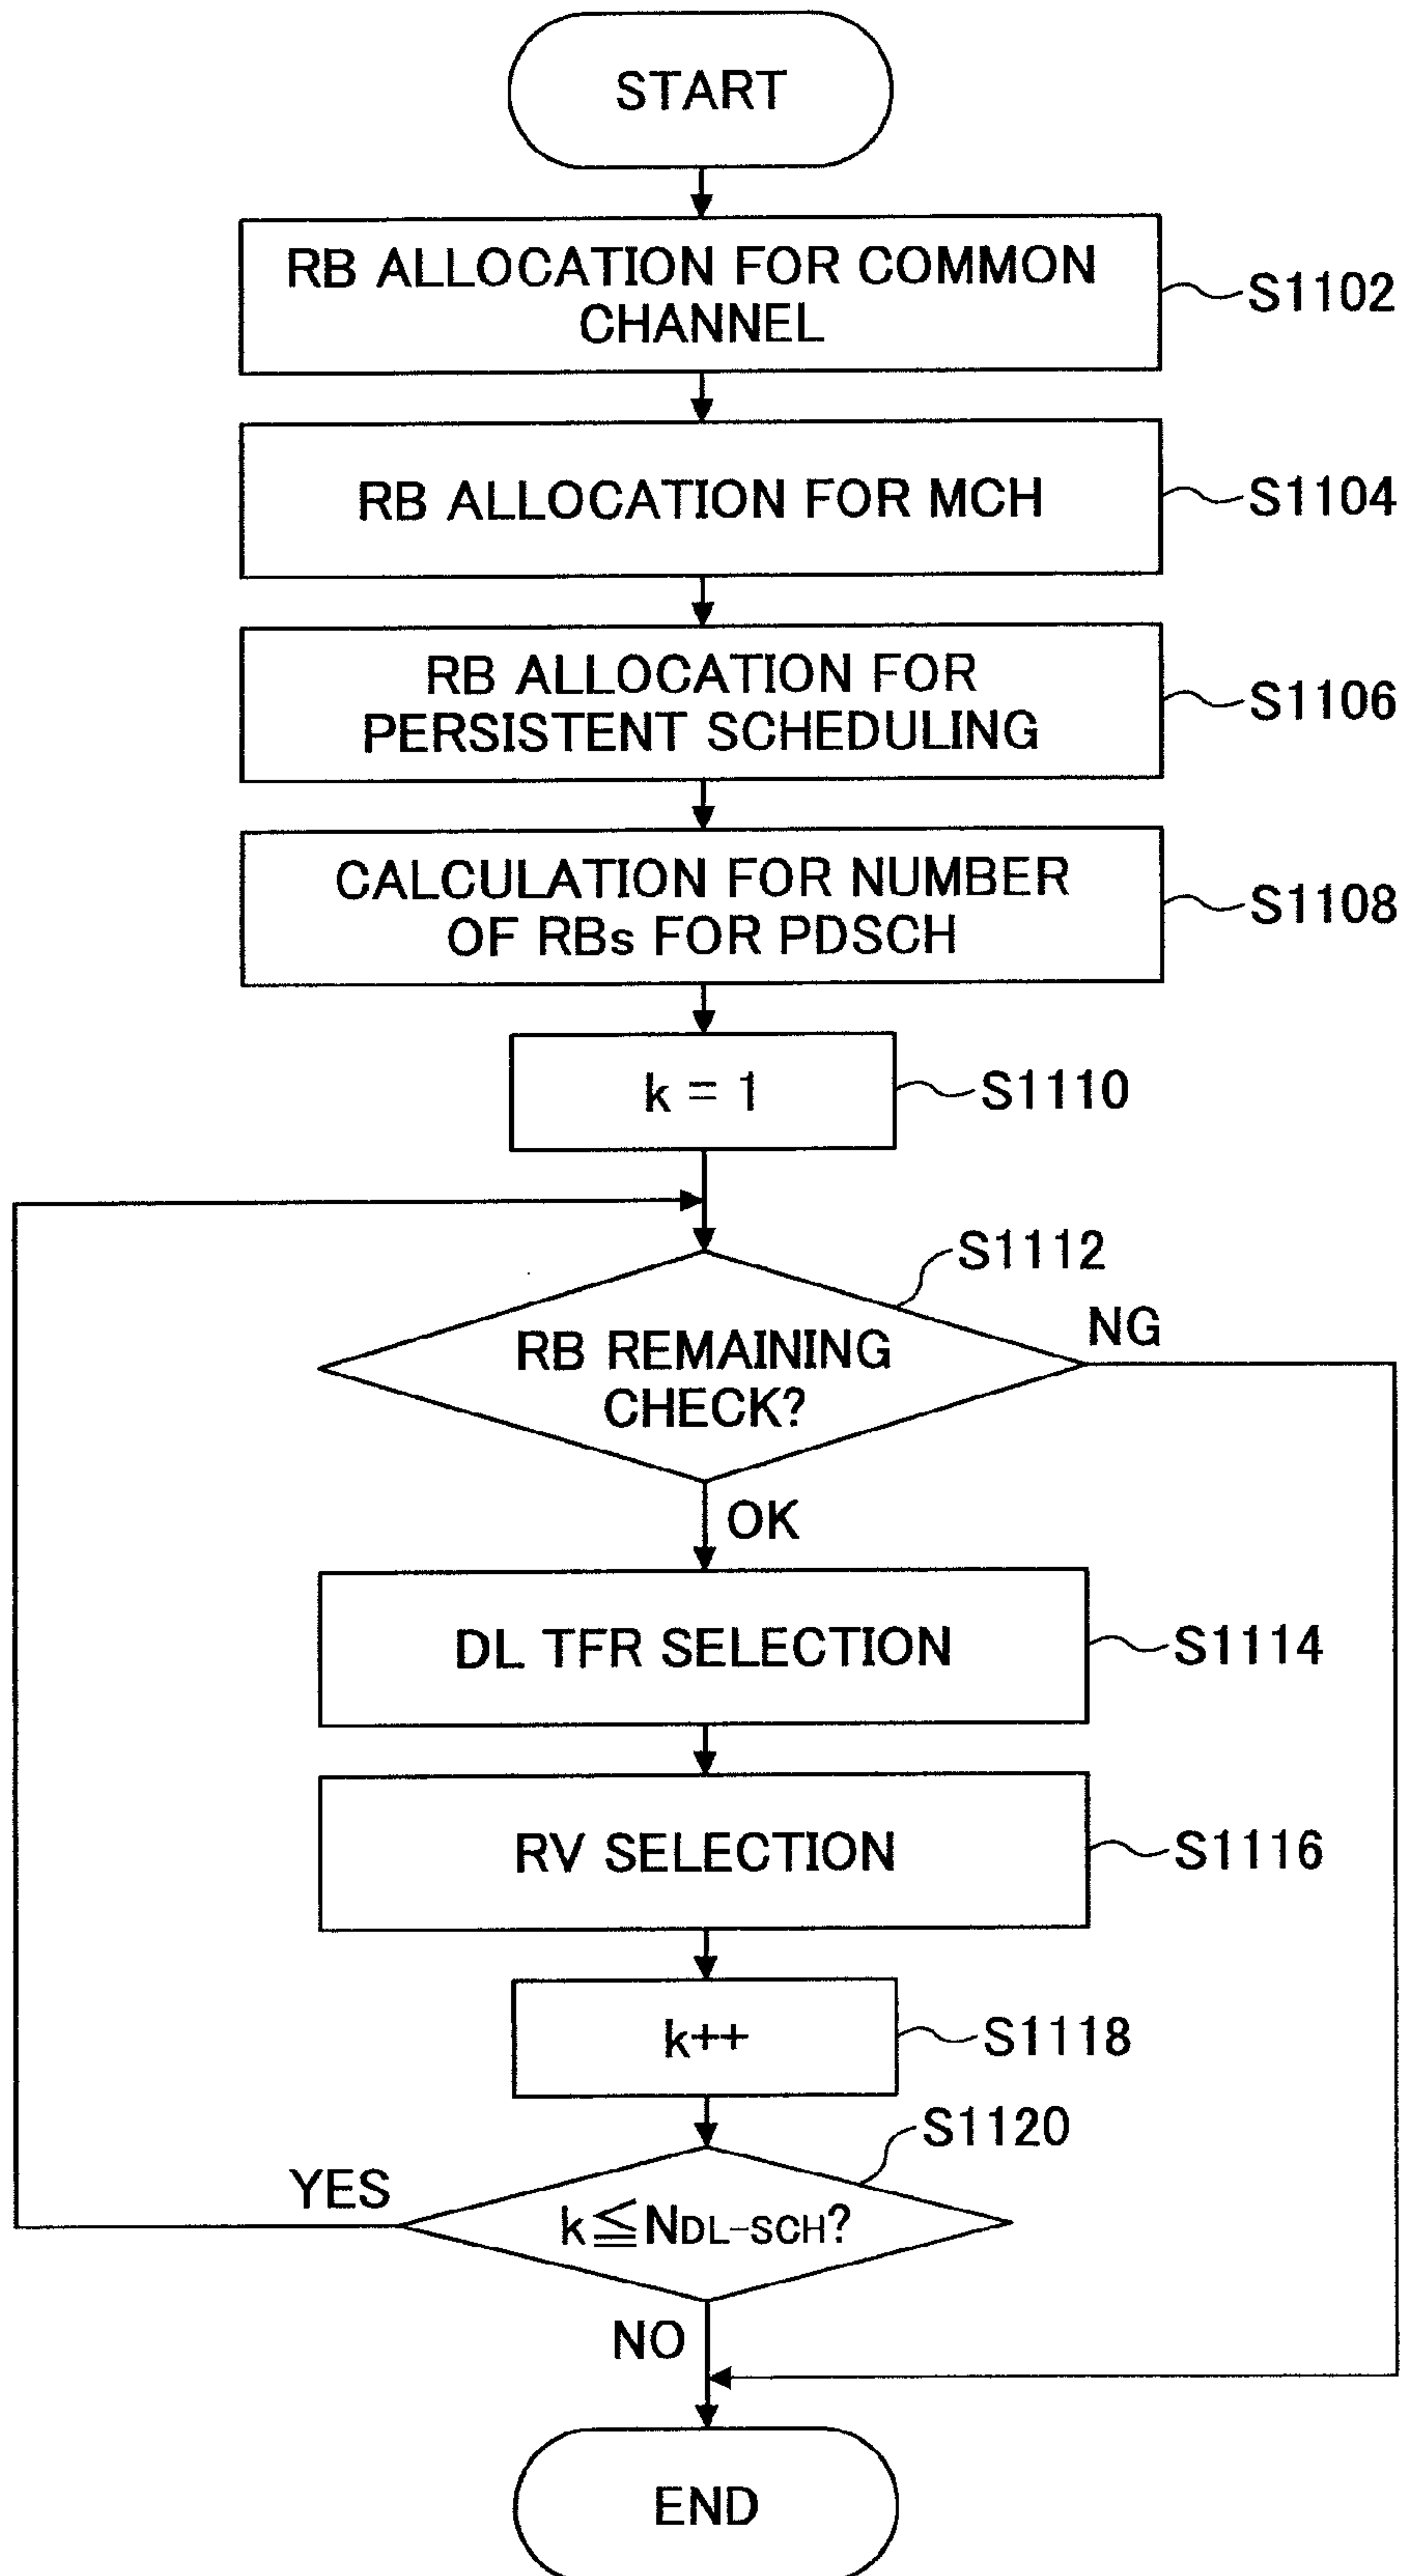 START
RB ALLOCATION FOR COMMON
CHANNEL
S1102
RB ALLOCATION FOR MCH
S1104
RB ALLOCATION FOR
PERSISTENT SCHEDULING
S1106
CALCULATION FOR NUMBER
OF RBs FOR PDSCH
S1108
k = 1
S1110
S1112
RB REMAINING
CHECK?
NG
OK
DL TFR SELECTION
S1114
RV SELECTION
S1116
k++
S1118
S1120
YES
k≦NDL-SCH?
NO
END